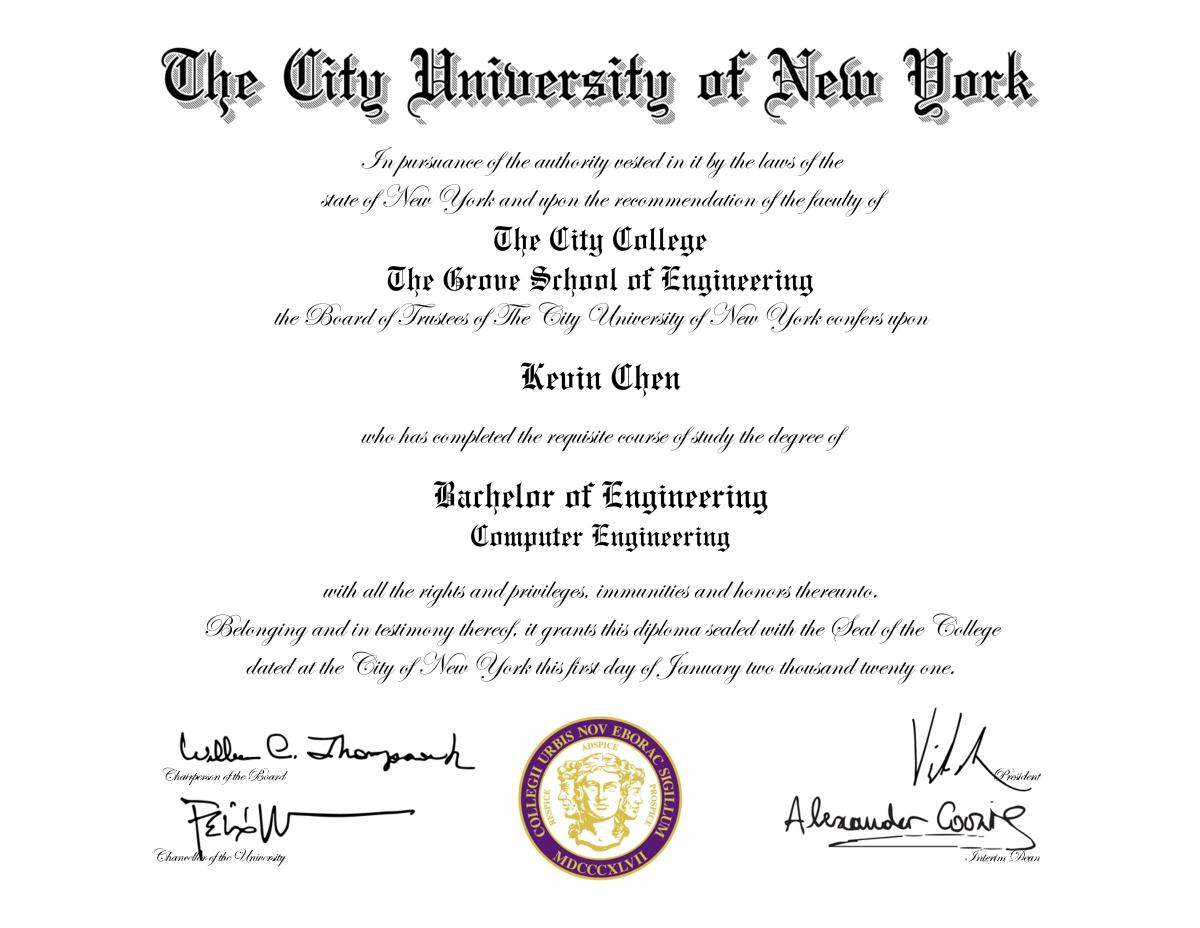 The City University of New York
In pursuance of the authority vested in it by the laws of the
state of New York and upon the recommendation of the faculty of
The City College
The Grove School of Engineering
the Board of Trustees of The City University of New York confers upon
Kevin Chen
who has completed the requisite course of study the degree of
Bachelor of Engineering
Computer Engineering
with all the rights and privileges, immunities and honors thereunto.
Belonging and in testimony thereof, it grants this diploma sealed with the Seal of the College
dated at the City of New York this first day of January two thousand twenty one.
C. Thompson
Chairperson of the Board
President
Chancellor of the University
Alexander
Interim Dean
COLLEGII URBIS NOV EBORAC SIGILLUM
ADSPICE
RESPICE
PROSPICE
MDCCCXLVII